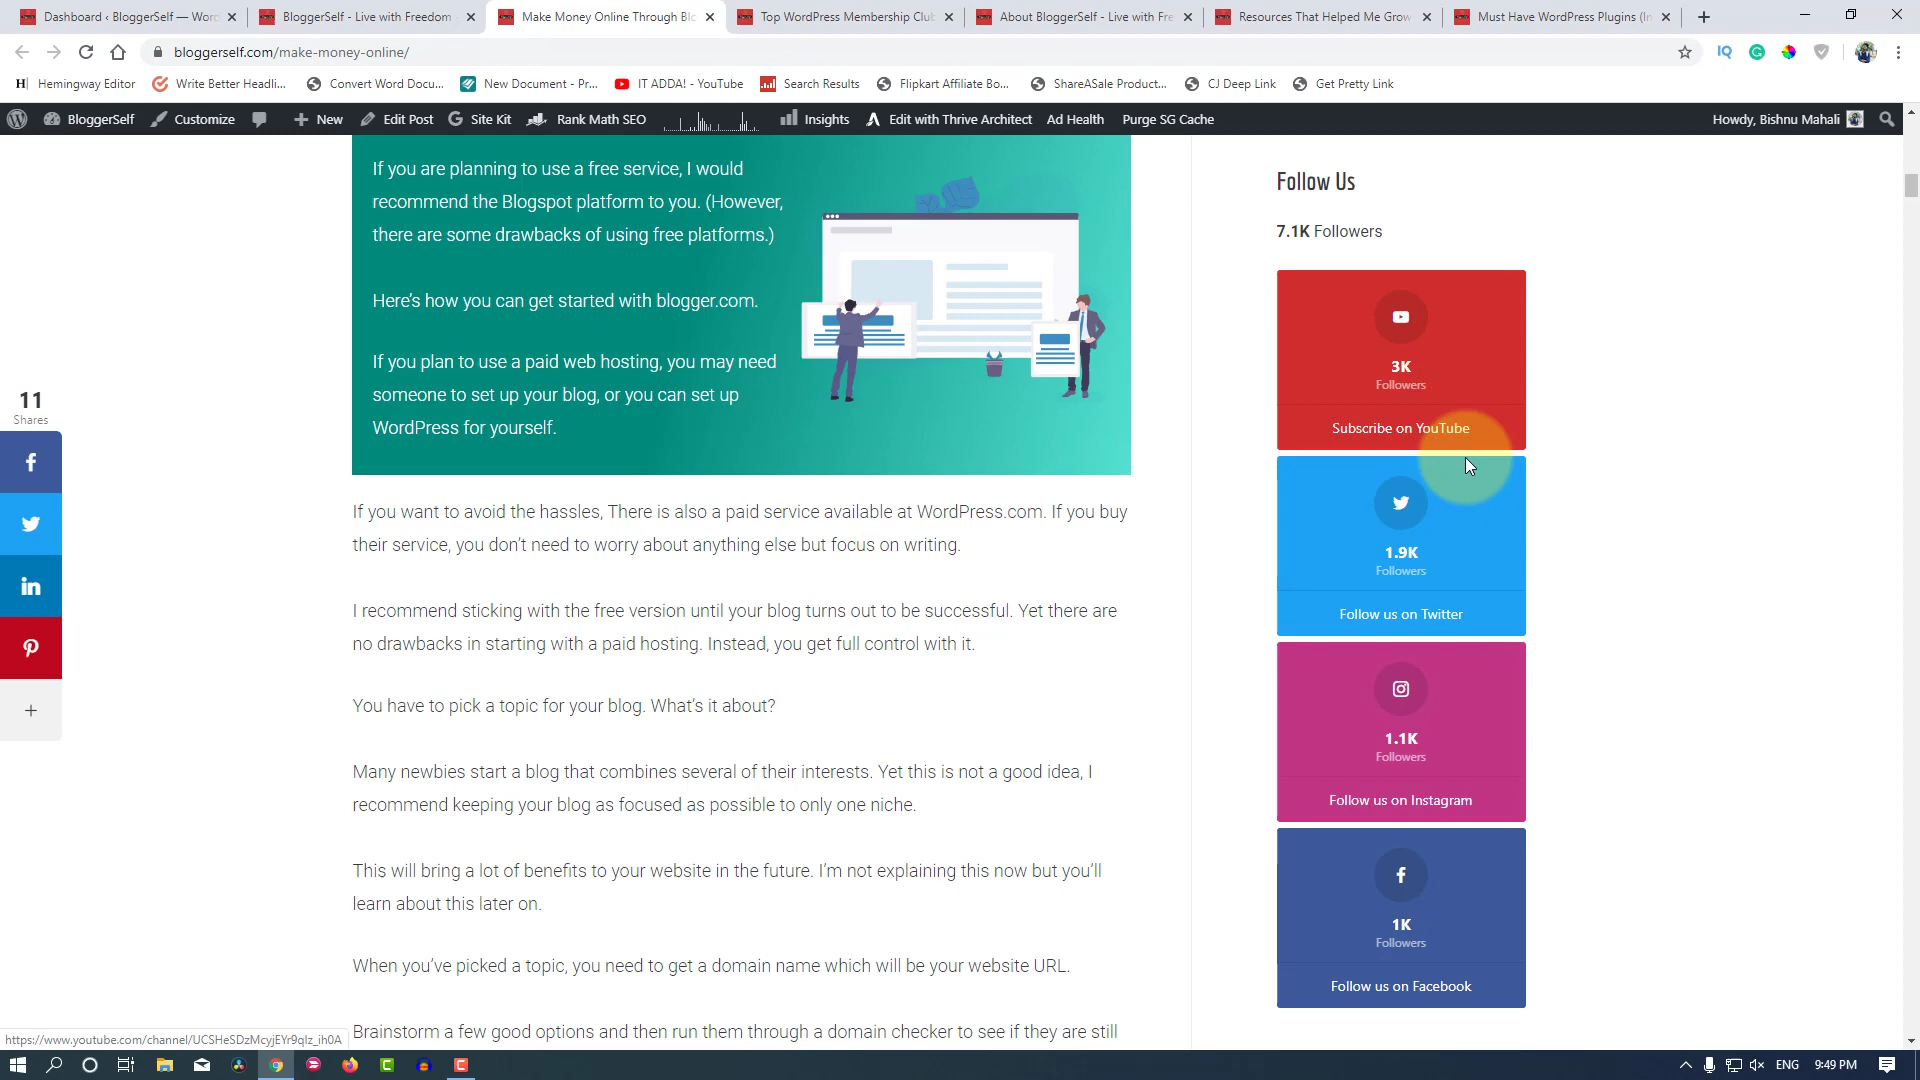 Dashboard ‹ BloggerSelf — Wor
BloggerSelf - Live with Freedom
Make Money Online Through Blo
Top WordPress Membership Club
About BloggerSelf - Live with Fre
Resources That Helped Me Grow
Must Have WordPress Plugins (In
bloggerself.com/make-money-online/
Hemingway Editor
Write Better Headli...
Convert Word Docu...
New Document - Pr...
IT ADDA! - YouTube
Search Results
Flipkart Affiliate Bo...
ShareASale Product...
CJ Deep Link
Get Pretty Link
BloggerSelf
Customize
New
Edit Post
Site Kit
Rank Math SEO
Insights
Edit with Thrive Architect
Ad Health
Purge SG Cache
Howdy, Bishnu Mahali
If you are planning to use a free service, I would
recommend the Blogspot platform to you. (However,
there are some drawbacks of using free platforms.)
Here's how you can get started with blogger.com.
If you plan to use a paid web hosting, you may need
someone to set up your blog, or you can set up
WordPress for yourself.
If you want to avoid the hassles, There is also a paid service available at WordPress.com. If you buy
their service, you don't need to worry about anything else but focus on writing.
I recommend sticking with the free version until your blog turns out to be successful. Yet there are
no drawbacks in starting with a paid hosting. Instead, you get full control with it.
You have to pick a topic for your blog. What's it about?
Many newbies start a blog that combines several of their interests. Yet this is not a good idea, I
recommend keeping your blog as focused as possible to only one niche.
This will bring a lot of benefits to your website in the future. I'm not explaining this now but you'll
learn about this later on.
When you've picked a topic, you need to get a domain name which will be your website URL.
Brainstorm a few good options and then run them through a domain checker to see if they are still
11
Shares
Follow Us
7.1K Followers
3K
Followers
Subscribe on YouTube
1.9K
Followers
Follow us on Twitter
1.1K
Followers
Follow us on Instagram
1K
Followers
Follow us on Facebook
https://www.youtube.com/channel/UCSHeSDzMcyjEYr9qIz_ih0A
ENG
9:49 PM